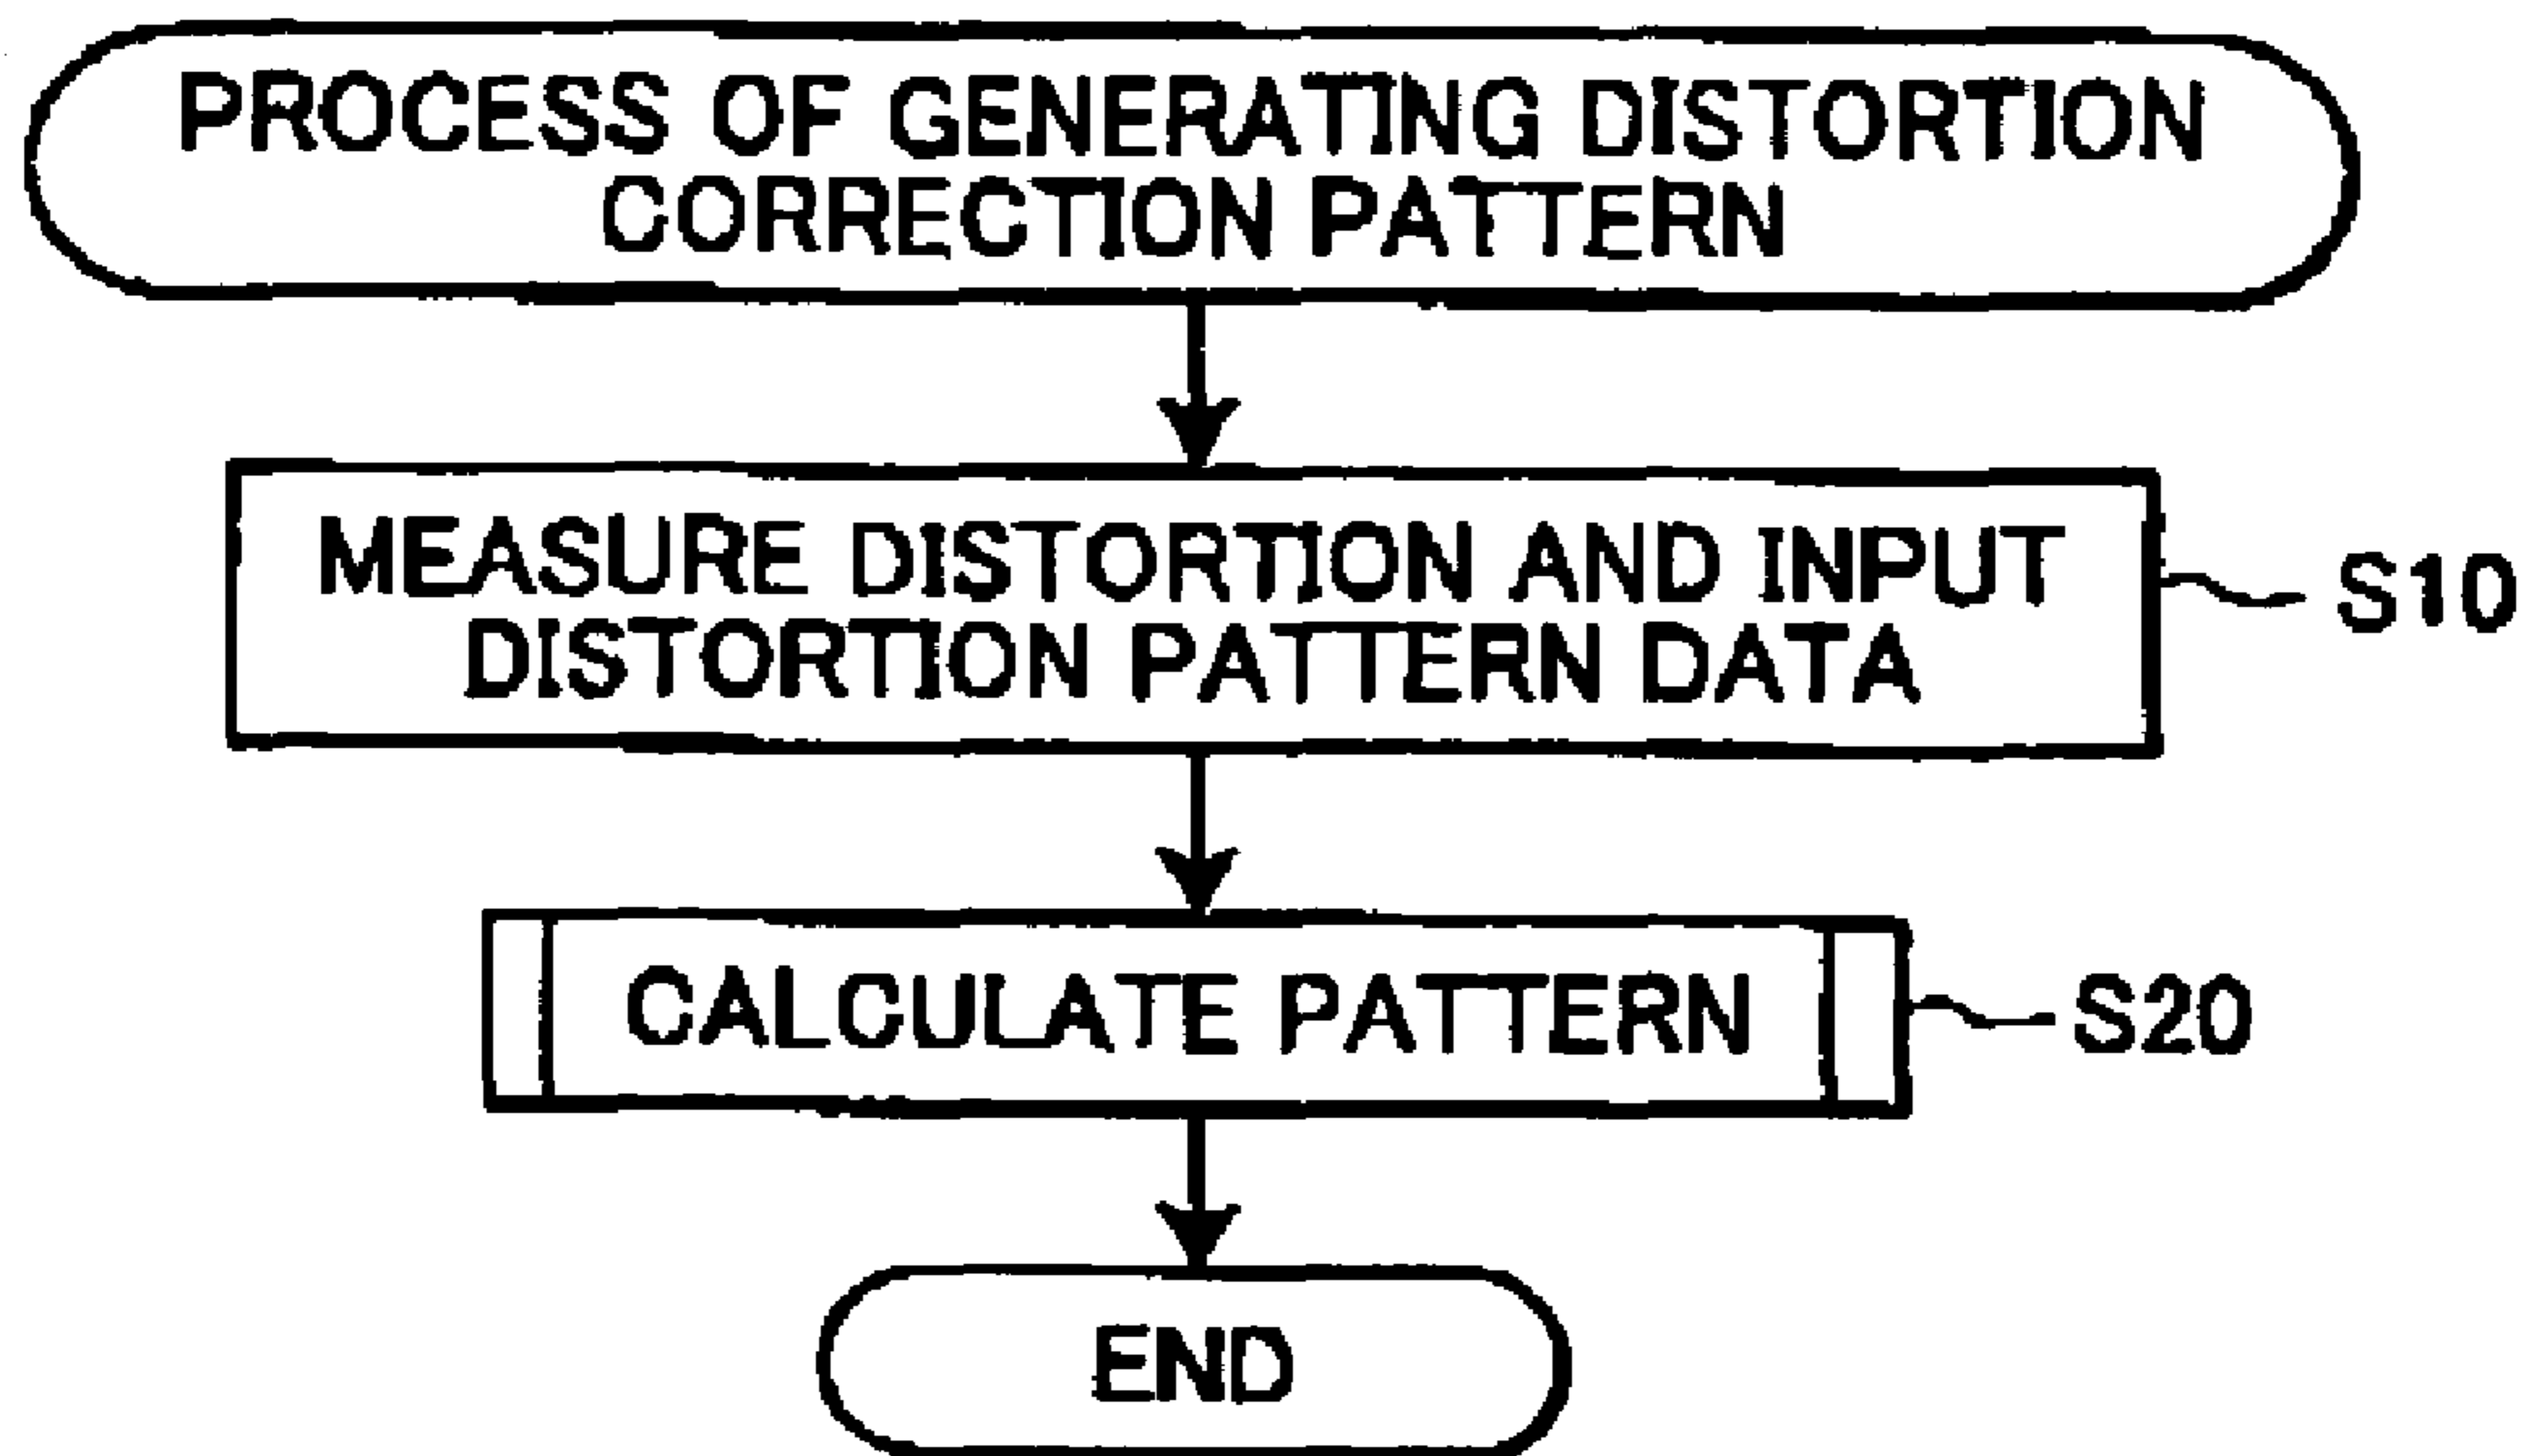 PROCESS OF GENERATING DISTORTION
CORRECTION PATTERN
MEASURE DISTORTION AND INPUT
DISTORTION PATTERN DATA
S10
CALCULATE PATTERN
S20
END